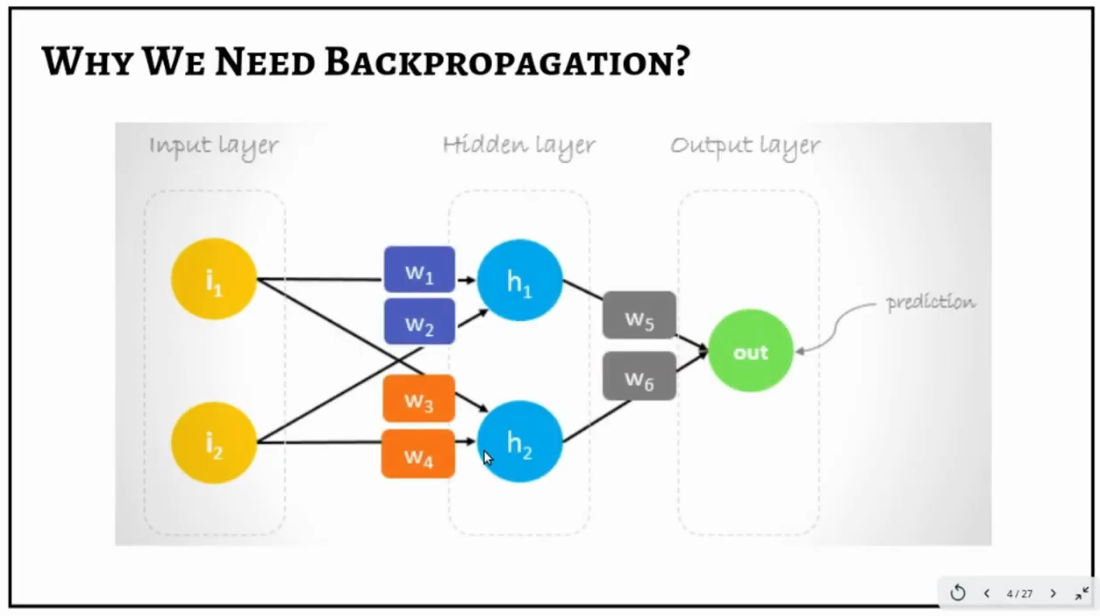 WHY WE NEED BACKPROPAGATION?
Input layer
Hidden layer
Output layer
i1
w1
h1
w2
w5
prediction
out
w6
w3
i2
w4
h2
4 / 27